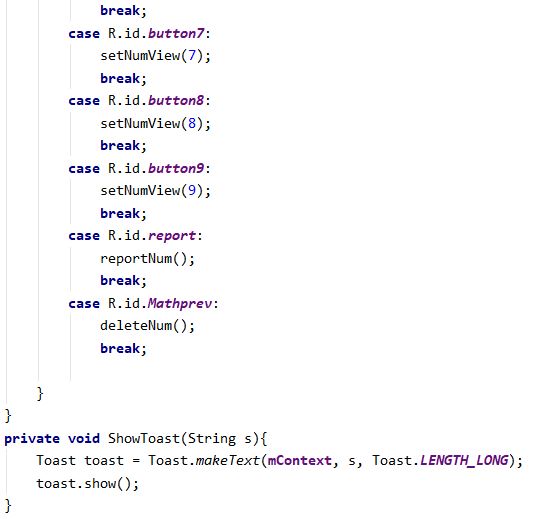 break;
case R.id.button7:
setNumView(7);
break;
case R.id.button8:
setNumView(8);
break;
case R.id.button9:
setNumView(9);
break;
case R.id.report:
reportNum();
break;
case R.id.Mathprev:
deleteNum();
break;
}
}
private void ShowToast(String s){
Toast toast = Toast.makeText(mContext, s, Toast.LENGTH_LONG);
toast.show();
}